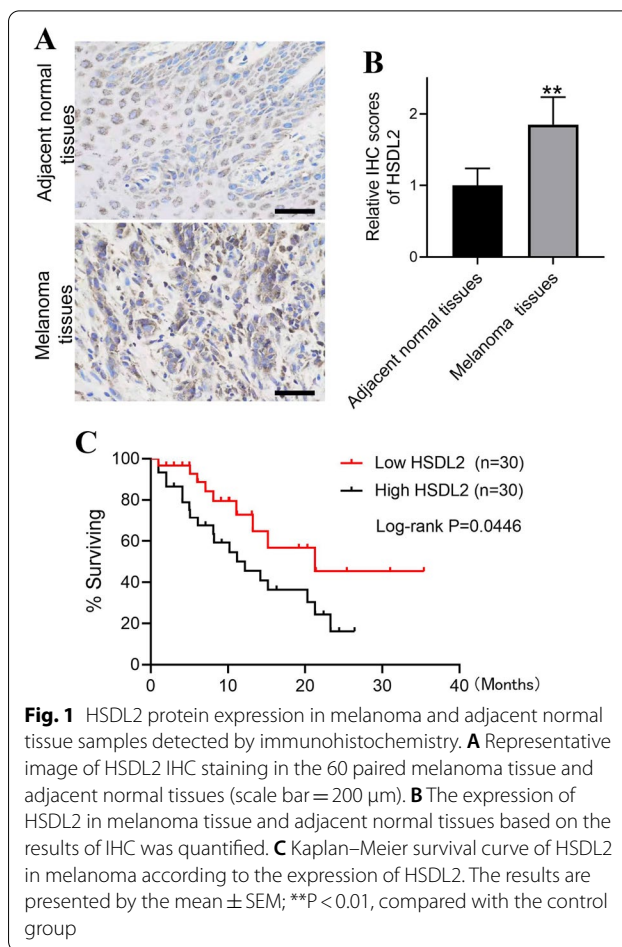 A
Adjacent normal
tissues
Melanoma
tissues
B
Relative IHC scores
of HSDL2
2
1
0
**
Adjacent normal tissues
Melanoma tissues
C
% Surviving
100
80
60
40
20
0
Low HSDL2 (n=30)
High HSDL2 (n=30)
Log-rank P=0.0446
0 10 20 30 40 (Months)
Fig. 1 HSDL2 protein expression in melanoma and adjacent normal
tissue samples detected by immunohistochemistry. A Representative
image of HSDL2 IHC staining in the 60 paired melanoma tissue and
adjacent normal tissues (scale bar = 200 μm). B The expression of
HSDL2 in melanoma tissue and adjacent normal tissues based on the
results of IHC was quantified. C Kaplan–Meier survival curve of HSDL2
in melanoma according to the expression of HSDL2. The results are
presented by the mean ± SEM; **P < 0.01, compared with the control
group